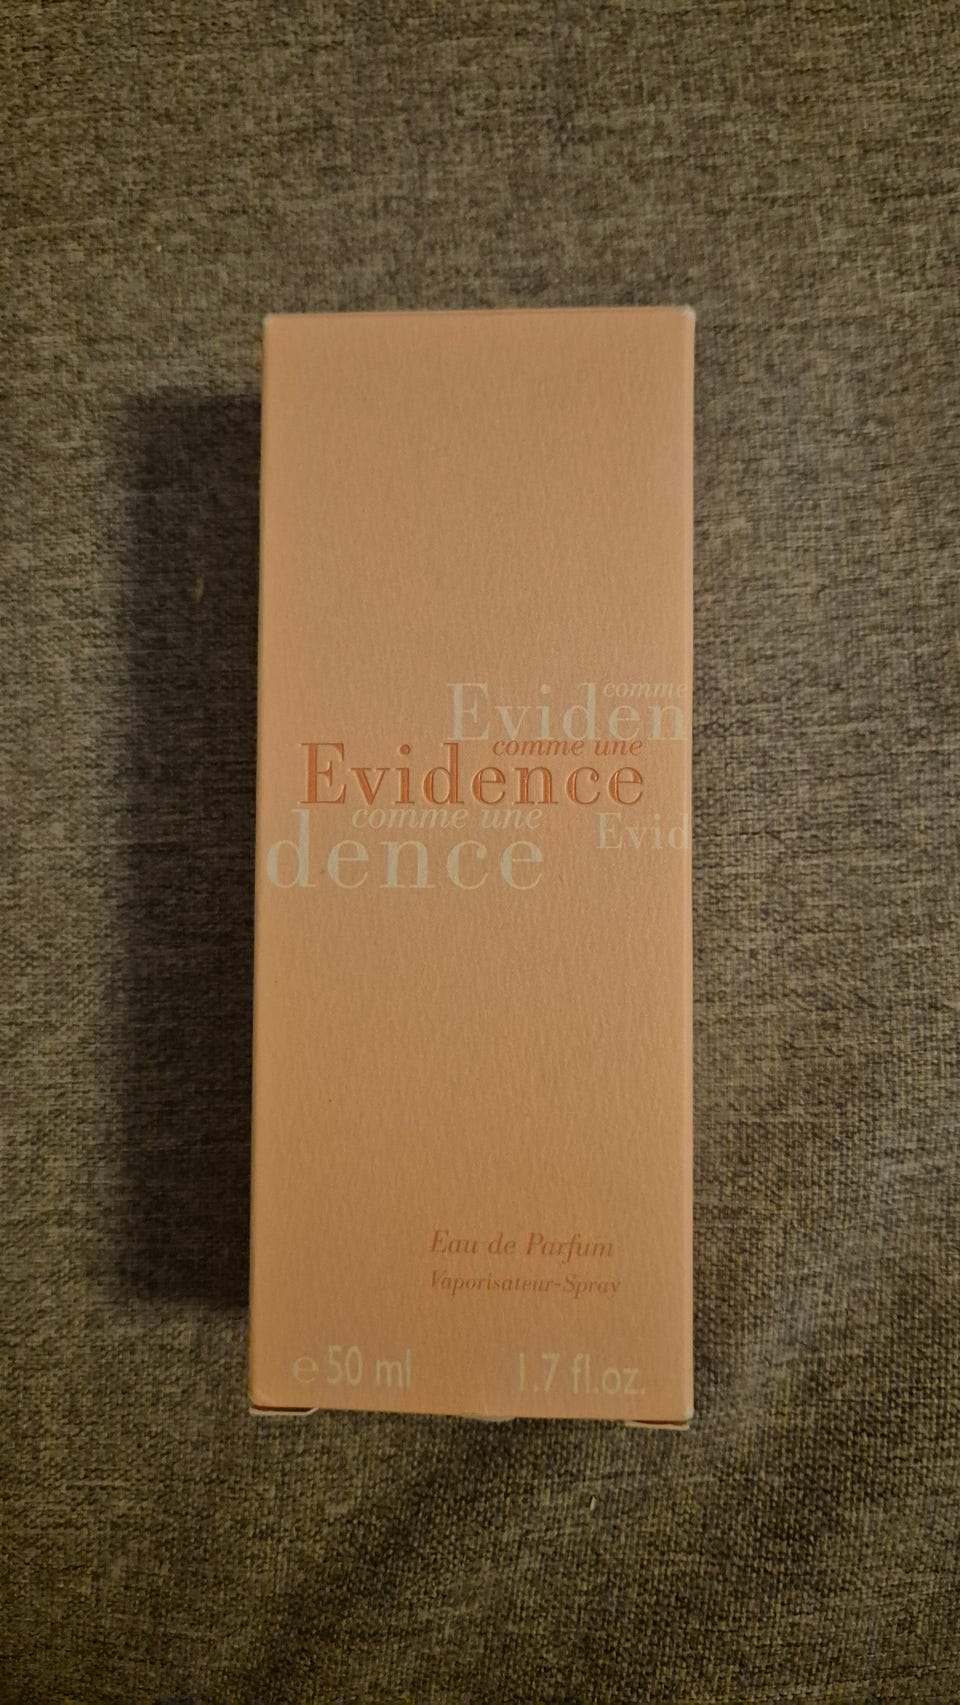 comme
Eviden
comme une
Evidence
comme une
dence
Evid
Eau de Parfum
Vaporisateur-Spray
e 50 ml
1.7 fl.oz.